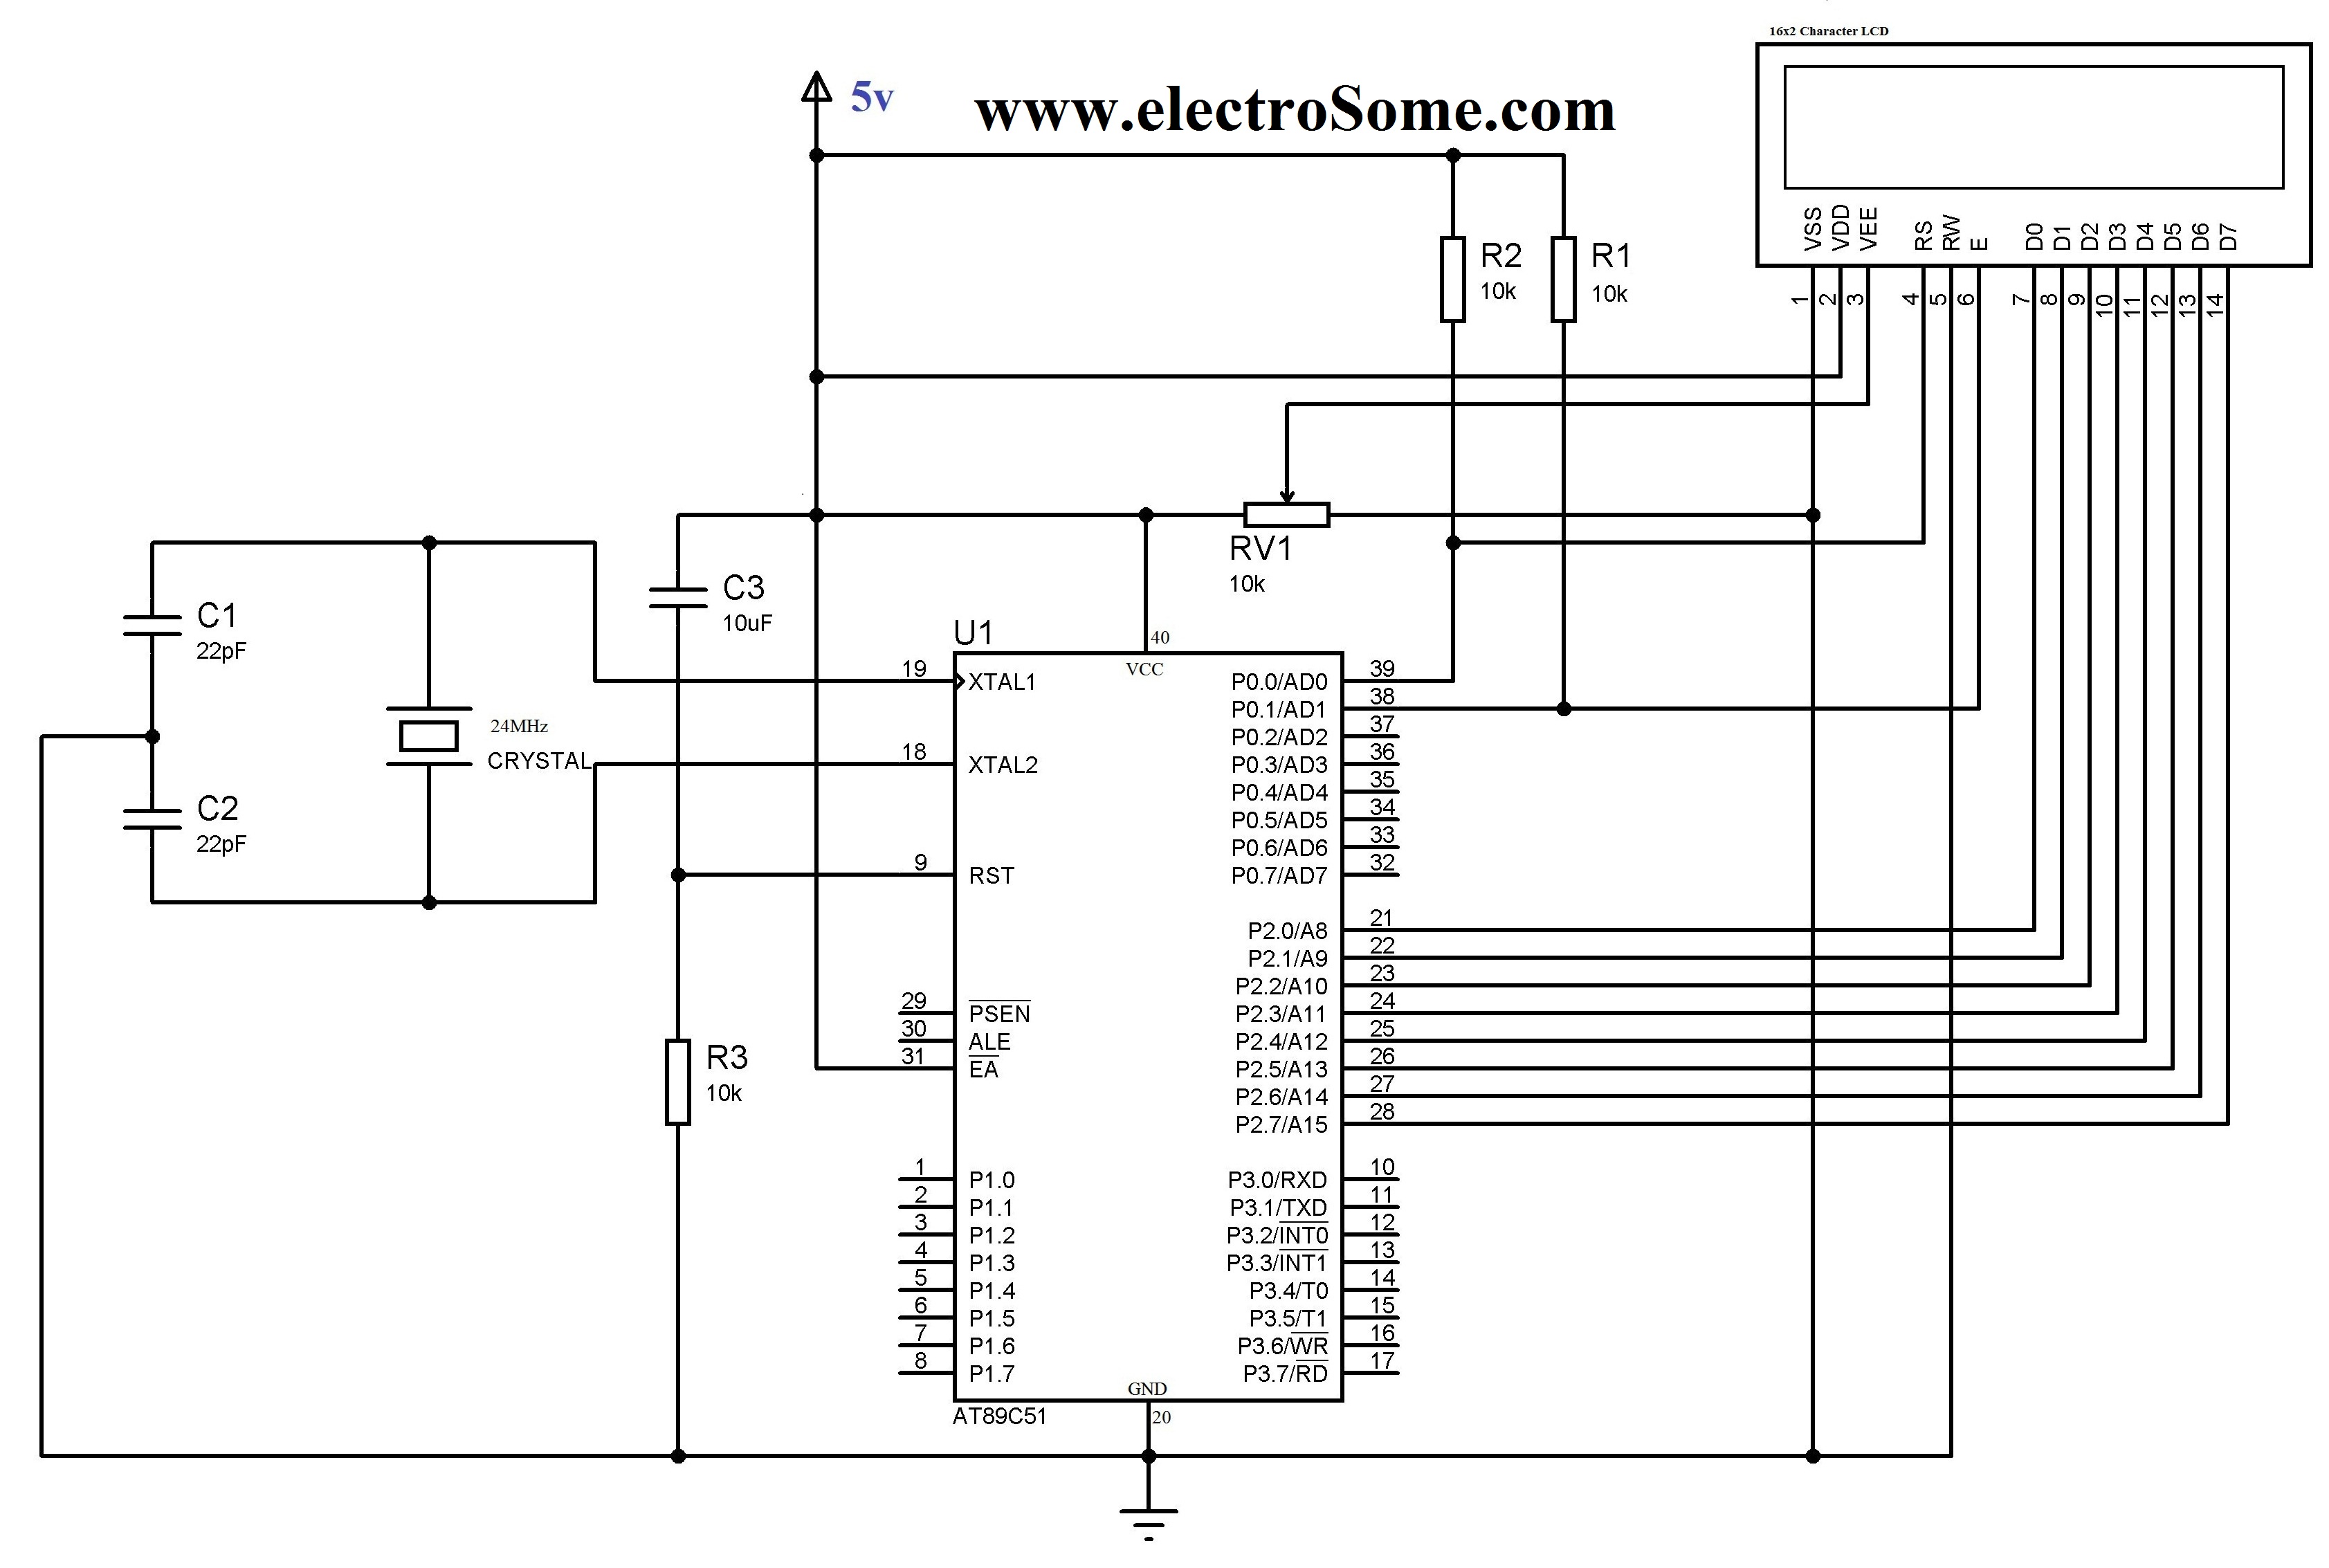 16x2 Character LCD
5v
www.electroSome.com
VSS
VDD
VEE
RS
RW
E
D0
D1
D2
D3
D4
D5
D6
D7
1
2
3
4
5
6
7
8
9
10
11
12
13
14
R2
10k
R1
10k
RV1
10k
C1
22pF
C2
22pF
24MHz
CRYSTAL
C3
10uF
R3
10k
U1
40
VCC
19 XTAL1
18 XTAL2
9 RST
29 PSEN
30 ALE
31 EA
1 P1.0
2 P1.1
3 P1.2
4 P1.3
5 P1.4
6 P1.5
7 P1.6
8 P1.7
P0.0/AD0 39
P0.1/AD1 38
P0.2/AD2 37
P0.3/AD3 36
P0.4/AD4 35
P0.5/AD5 34
P0.6/AD6 33
P0.7/AD7 32
P2.0/A8 21
P2.1/A9 22
P2.2/A10 23
P2.3/A11 24
P2.4/A12 25
P2.5/A13 26
P2.6/A14 27
P2.7/A15 28
P3.0/RXD 10
P3.1/TXD 11
P3.2/INT0 12
P3.3/INT1 13
P3.4/T0 14
P3.5/T1 15
P3.6/WR 16
P3.7/RD 17
GND
20
AT89C51